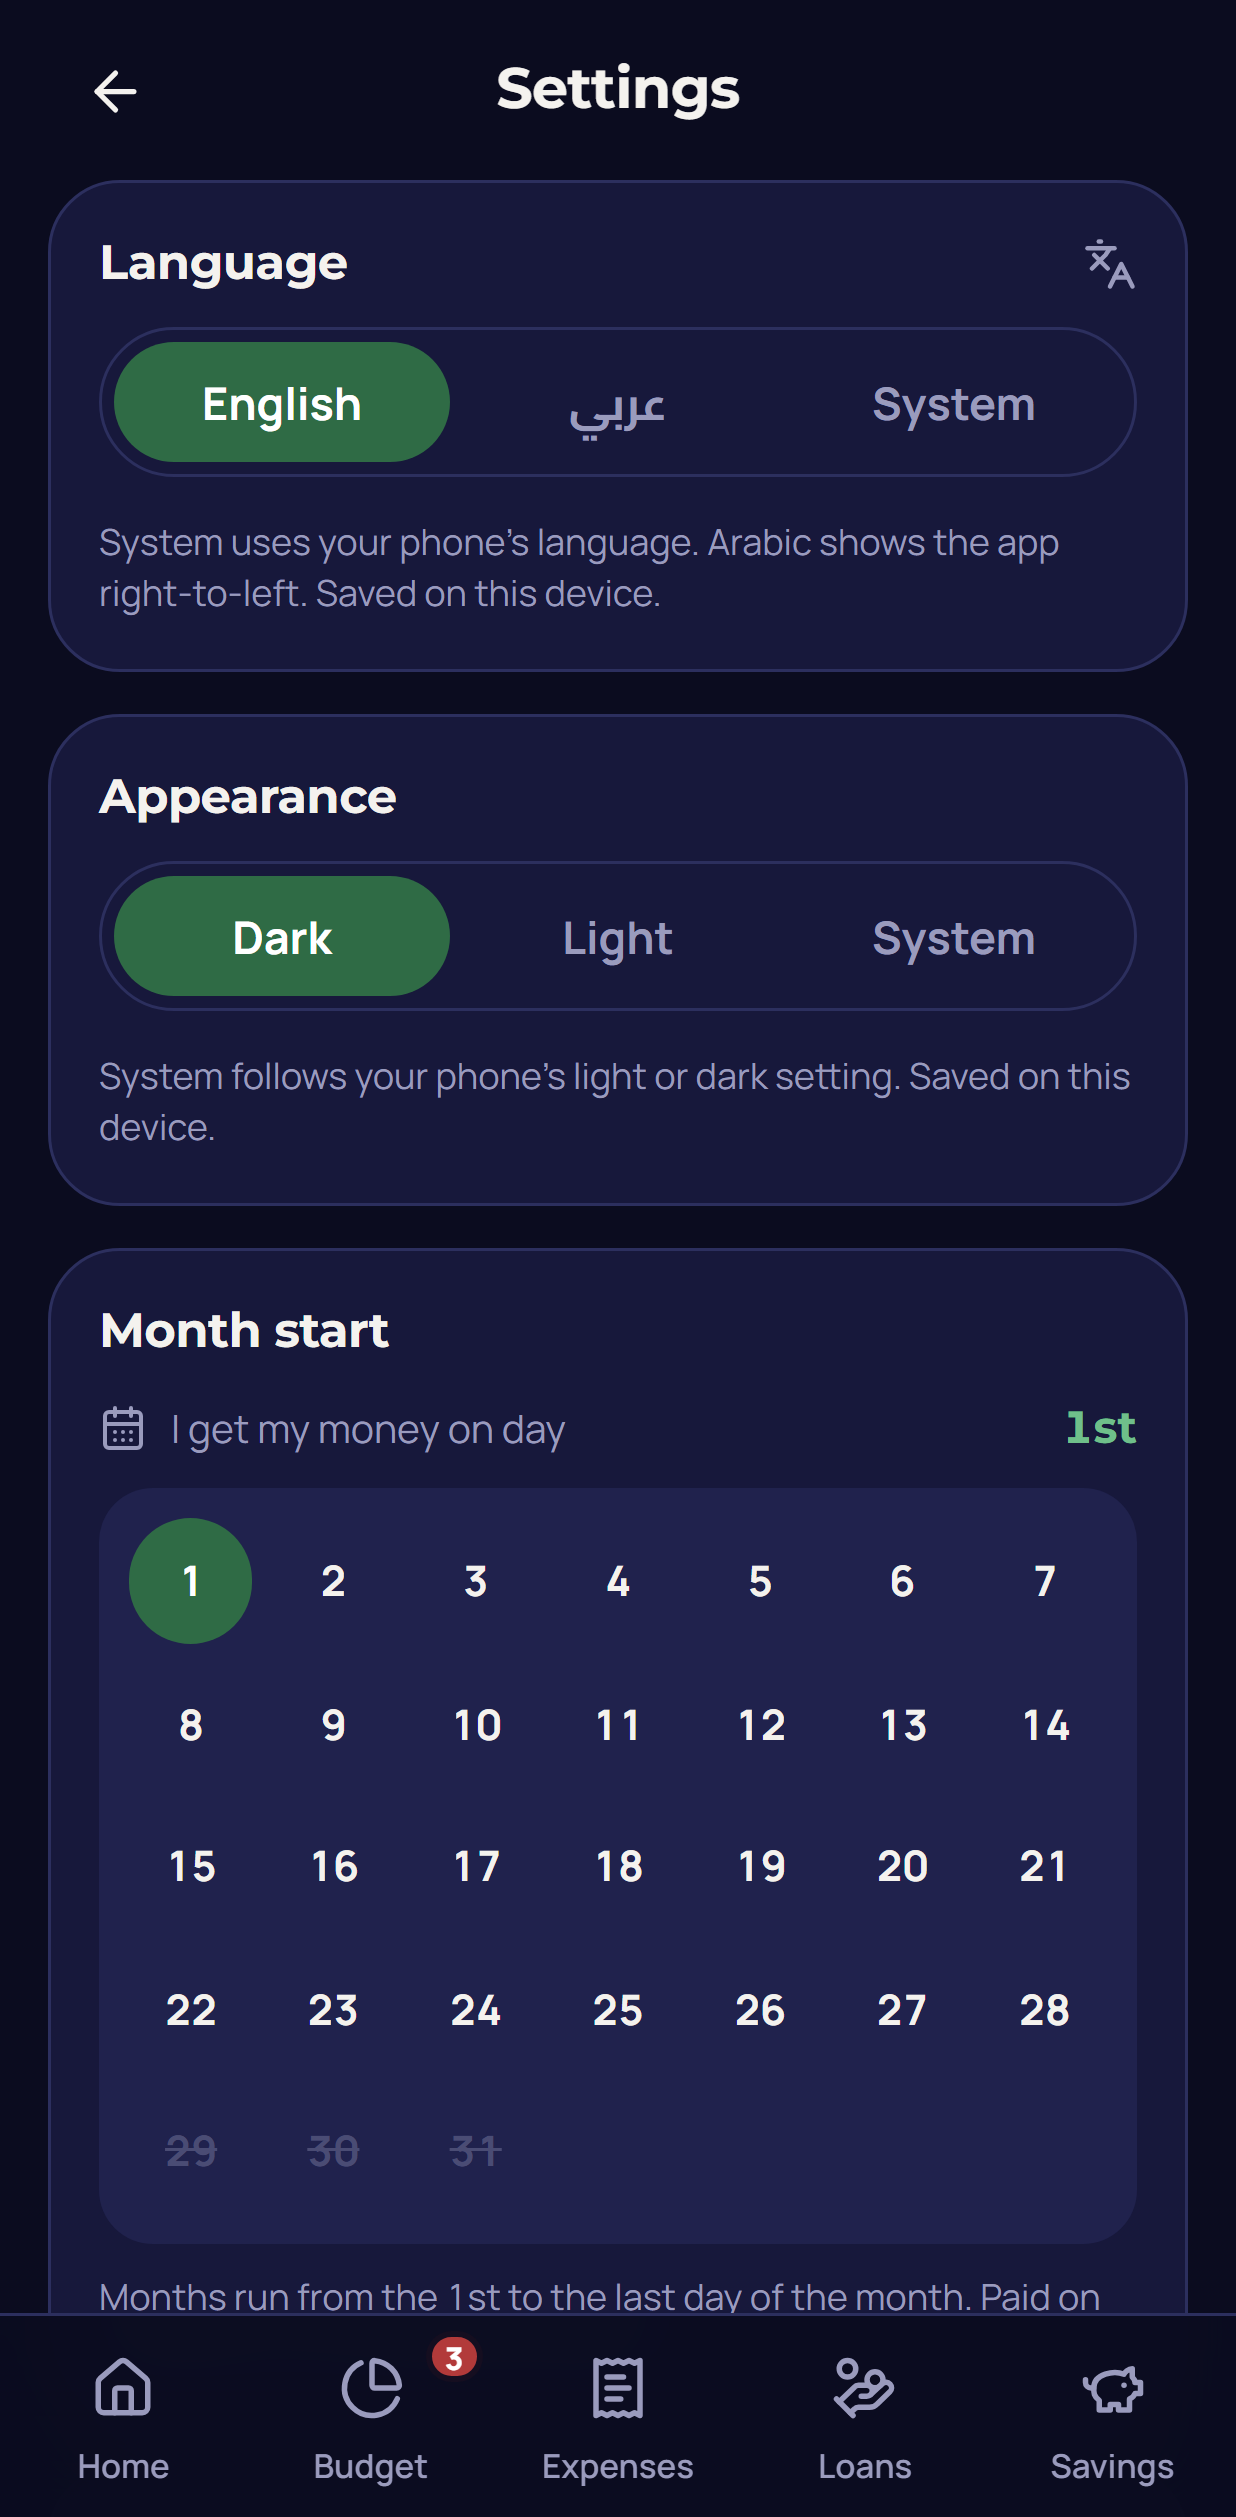 Settings
Language
English عربي System
System uses your phone's language. Arabic shows the app
right-to-left. Saved on this device.
Appearance
Dark Light System
System follows your phone's light or dark setting. Saved on this
device.
Month start
I get my money on day 1st
1 2 3 4 5 6 7
8 9 10 11 12 13 14
15 16 17 18 19 20 21
22 23 24 25 26 27 28
29 30 31
Months run from the 1st to the last day of the month. Paid on
3
Home Budget Expenses Loans Savings